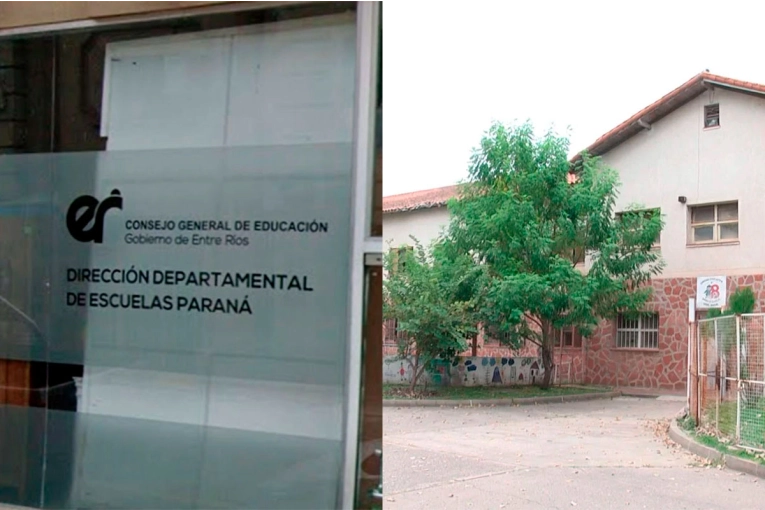 er
CONSEJO GENERAL DE EDUCACIÓN
Gobierno de Entre Ríos
DIRECCIÓN DEPARTAMENTAL
DE ESCUELAS PARANÁ